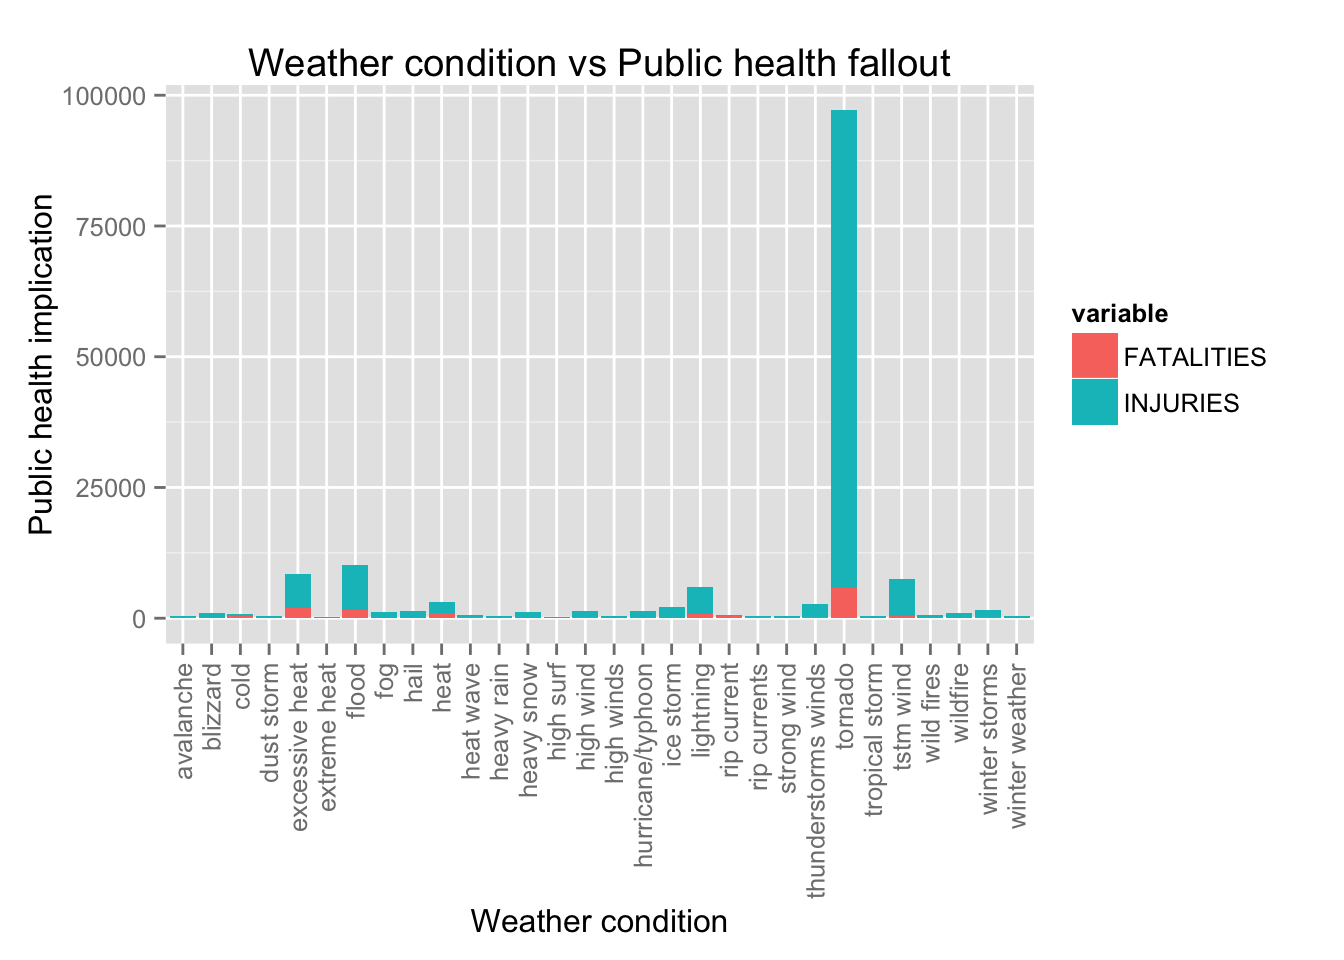 Weather condition vs Public health fallout
Public health implication
100000
75000
50000
25000
0
avalanche
blizzard
cold
dust storm
excessive heat
extreme heat
flood
fog
hail
heat
heat wave
heavy rain
heavy snow
high surf
high wind
high winds
hurricane/typhoon
ice storm
lightning
rip current
rip currents
strong wind
thunderstorms winds
tornado
tropical storm
tstm wind
wild fires
wildfire
winter storms
winter weather
Weather condition
variable
FATALITIES
INJURIES